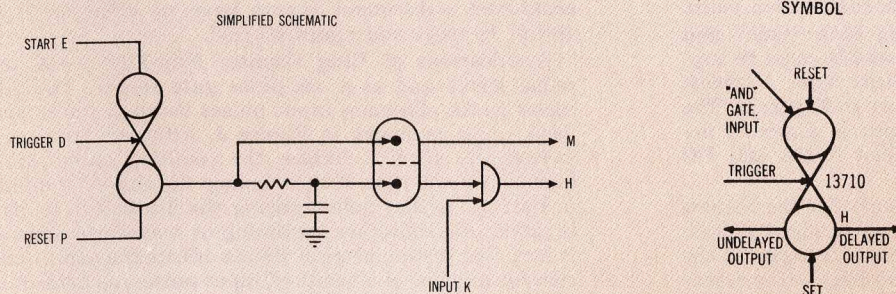 SIMPLIFIED SCHEMATIC
START E
TRIGGER D
RESET P
M
H
INPUT K
SYMBOL
RESET
"AND"
GATE.
INPUT
TRIGGER
13710
H
UNDELAYED
OUTPUT
DELAYED
OUTPUT
SET